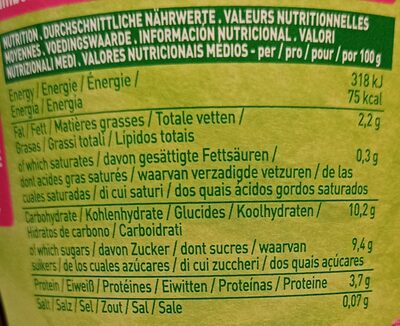 NUTRITION . DURCHSCHNITTLICHE NÄHRWERTE . VALEURS NUTRITIONNELLES
MOYENNES . VOEDINGSWAARDE . INFORMACIÓN NUTRICIONAL . VALORI
NUTRIZIONALI MEDI . VALORES NUTRICIONAIS MÉDIOS - per / pro / pour / por 100 g
Energy / Energie / Énergie / 318 kJ
Energía / Energia 75 kcal
Fat / Fett / Matières grasses / Totale vetten / 2,2 g
Grasas / Grassi totali / Lípidos totais
of which saturates / davon gesättigte Fettsäuren / 0,3 g
dont acides gras saturés / waarvan verzadigde vetzuren / de las
cuales saturadas / di cui saturi / dos quais ácidos gordos saturados
Carbohydrate / Kohlenhydrate / Glucides / Koolhydraten / 10,2 g
Hidratos de carbono / Carboidrati
of which sugars / davon Zucker / dont sucres / waarvan 9,4 g
suikers / de los cuales azúcares / di cui zuccheri / dos quais açúcares
Protein / Eiweiß / Protéines / Eiwitten / Proteínas / Proteine 3,7 g
Salt / Salz / Sel / Zout / Sal / Sale 0,07 g